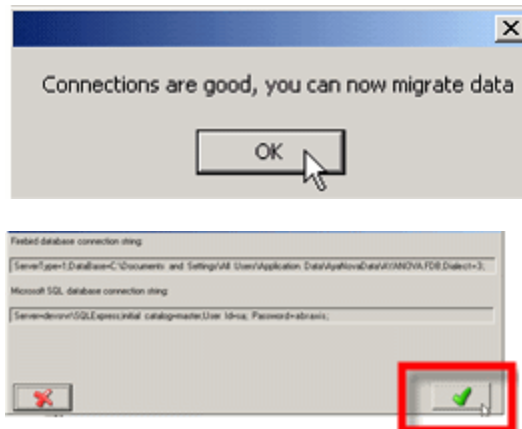 Connections are good, you can now migrate data
OK
Firebird database connection string:
ServerType=1;DataBase=C:\Documents and Settings\All Users\Application Data\AyaNovaData\AYANOVA.FDB;Dialect=3;
Microsoft SQL database connection string:
Server=devsrvr\SQLExpress;initial catalog=master;User Id=sa; Password=abraxis;